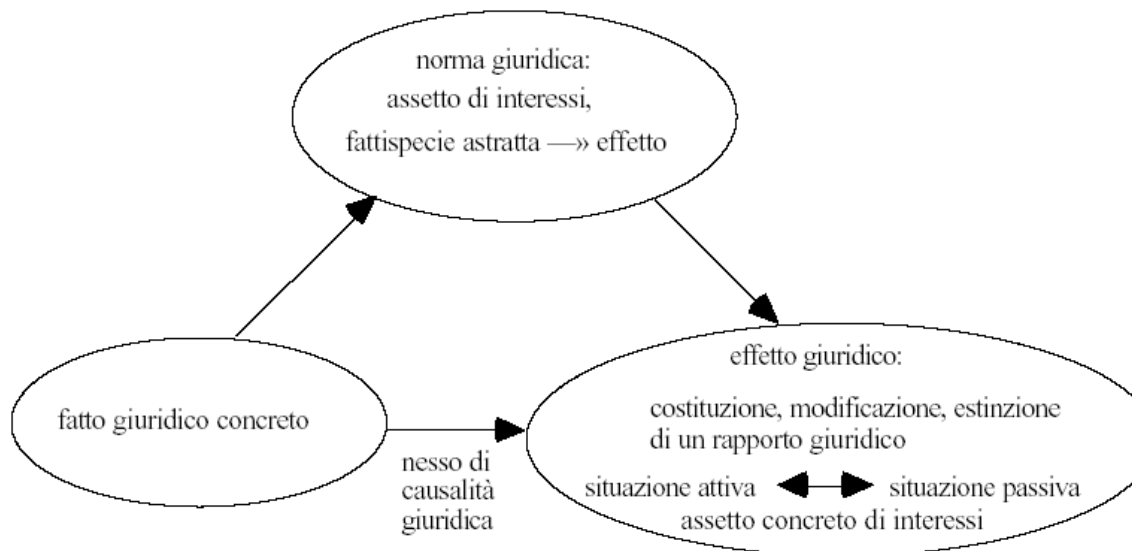 norma giuridica:
assetto di interessi,
fattispecie astratta —» effetto
fatto giuridico concreto
nesso di
causalità
giuridica
effetto giuridico:
costituzione, modificazione, estinzione
di un rapporto giuridico
situazione attiva situazione passiva
assetto concreto di interessi